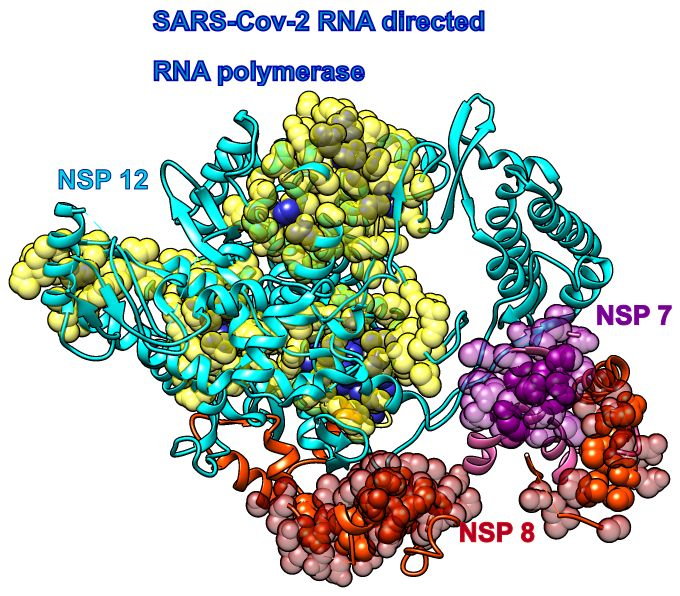 SARS-Cov-2 RNA directed
RNA polymerase
NSP 12
NSP 7
NSP 8